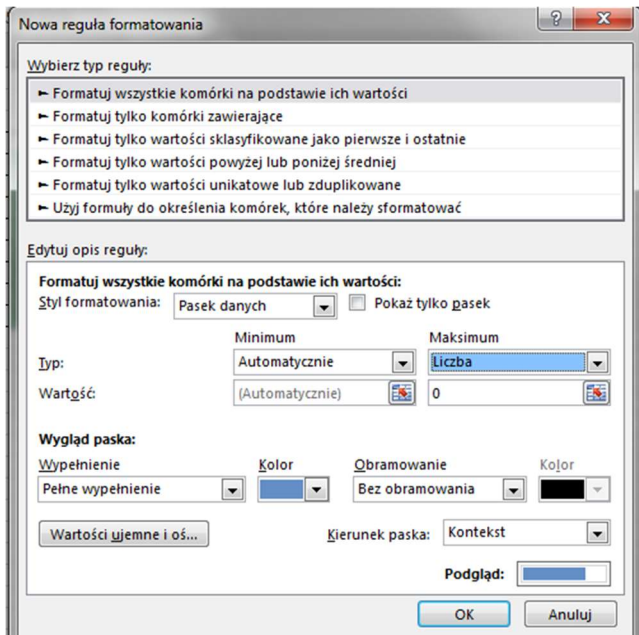 Nowa reguła formatowania
Wybierz typ reguły:
► Formatuj wszystkie komórki na podstawie ich wartości
► Formatuj tylko komórki zawierające
► Formatuj tylko wartości sklasyfikowane jako pierwsze i ostatnie
► Formatuj tylko wartości powyżej lub poniżej średniej
► Formatuj tylko wartości unikatowe lub zduplikowane
► Użyj formuły do określenia komórek, które należy sformatować
Edytuj opis reguły:
Formatuj wszystkie komórki na podstawie ich wartości:
Styl formatowania: Pasek danych Pokaż tylko pasek
Minimum Maksimum
Typ: Automatycznie Liczba
Wartość: (Automatycznie) 0
Wygląd paska:
Wypełnienie Kolor Obramowanie Kolor
Pełne wypełnienie Bez obramowania
Wartości ujemne i oś... Kierunek paska: Kontekst
Podgląd:
OK Anuluj